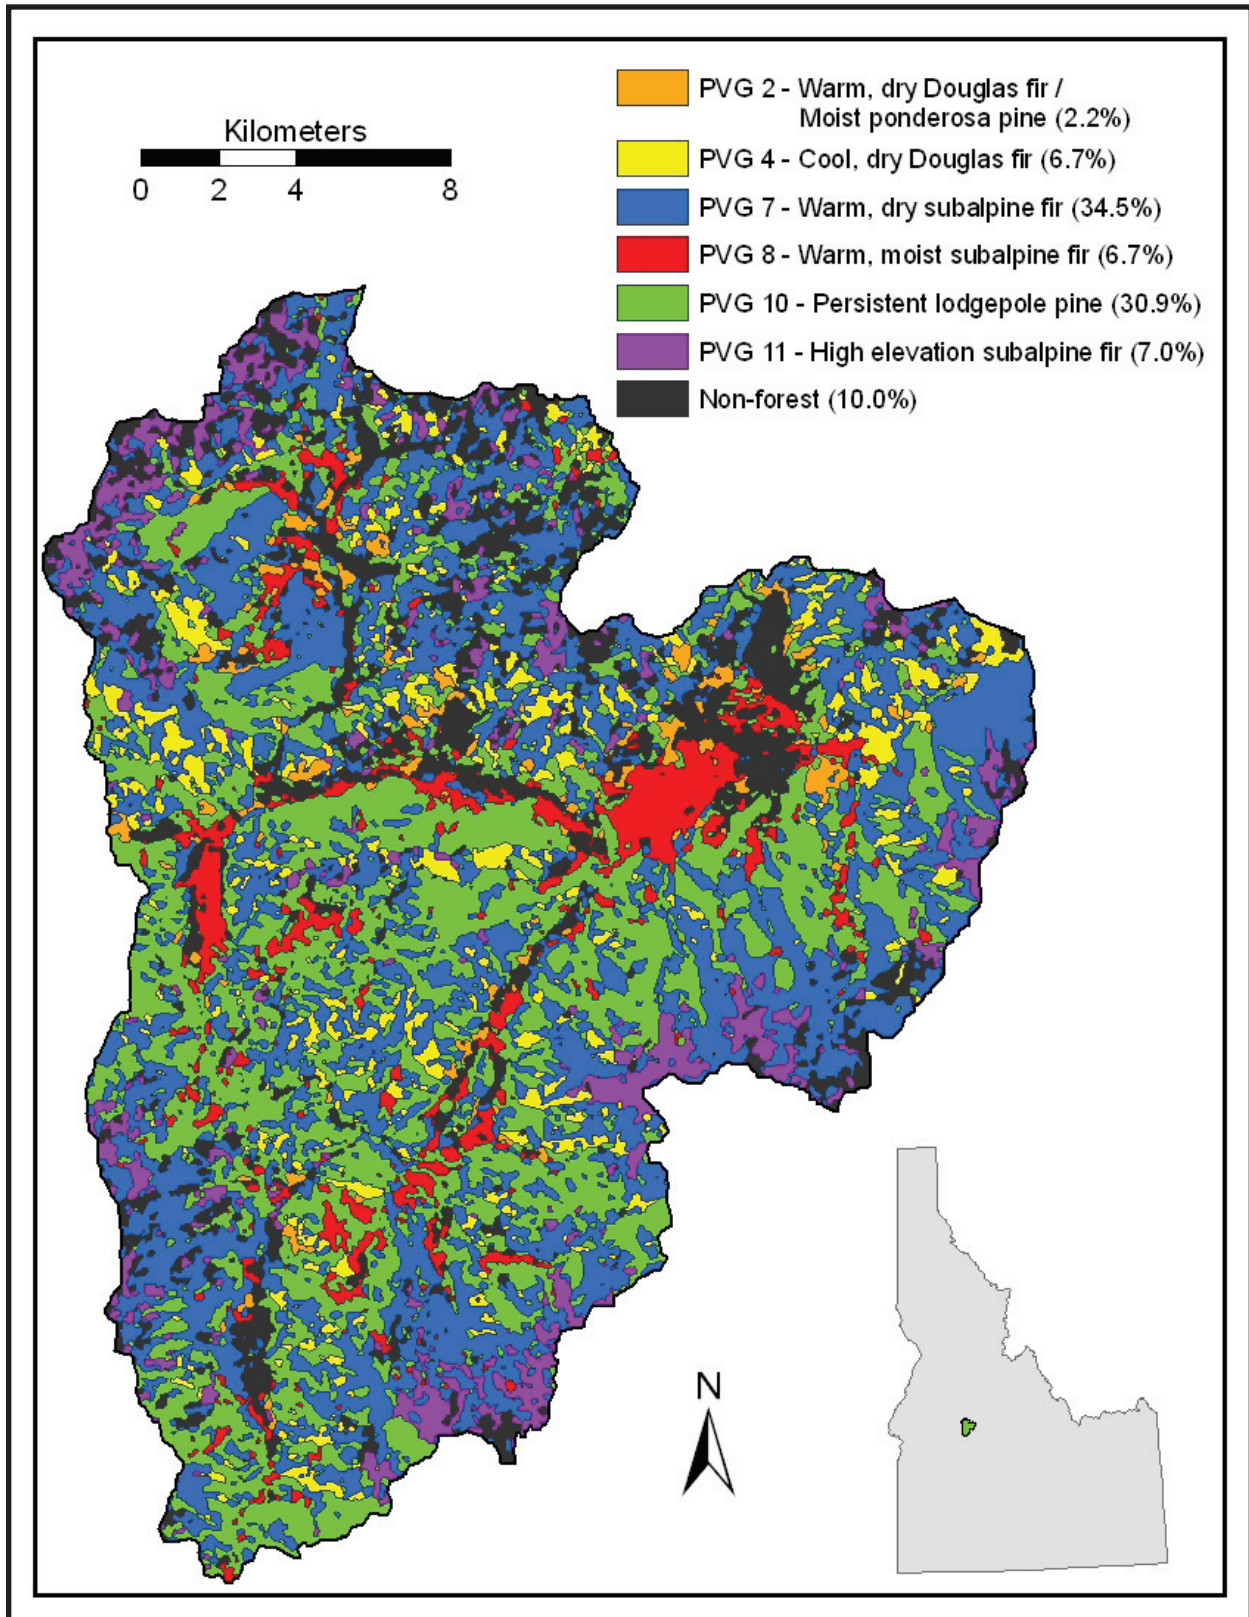 Kilometers
0 2 4 8
PVG 2 - Warm, dry Douglas fir /
Moist ponderosa pine (2.2%)
PVG 4 - Cool, dry Douglas fir (6.7%)
PVG 7 - Warm, dry subalpine fir (34.5%)
PVG 8 - Warm, moist subalpine fir (6.7%)
PVG 10 - Persistent lodgepole pine (30.9%)
PVG 11 - High elevation subalpine fir (7.0%)
Non-forest (10.0%)
N